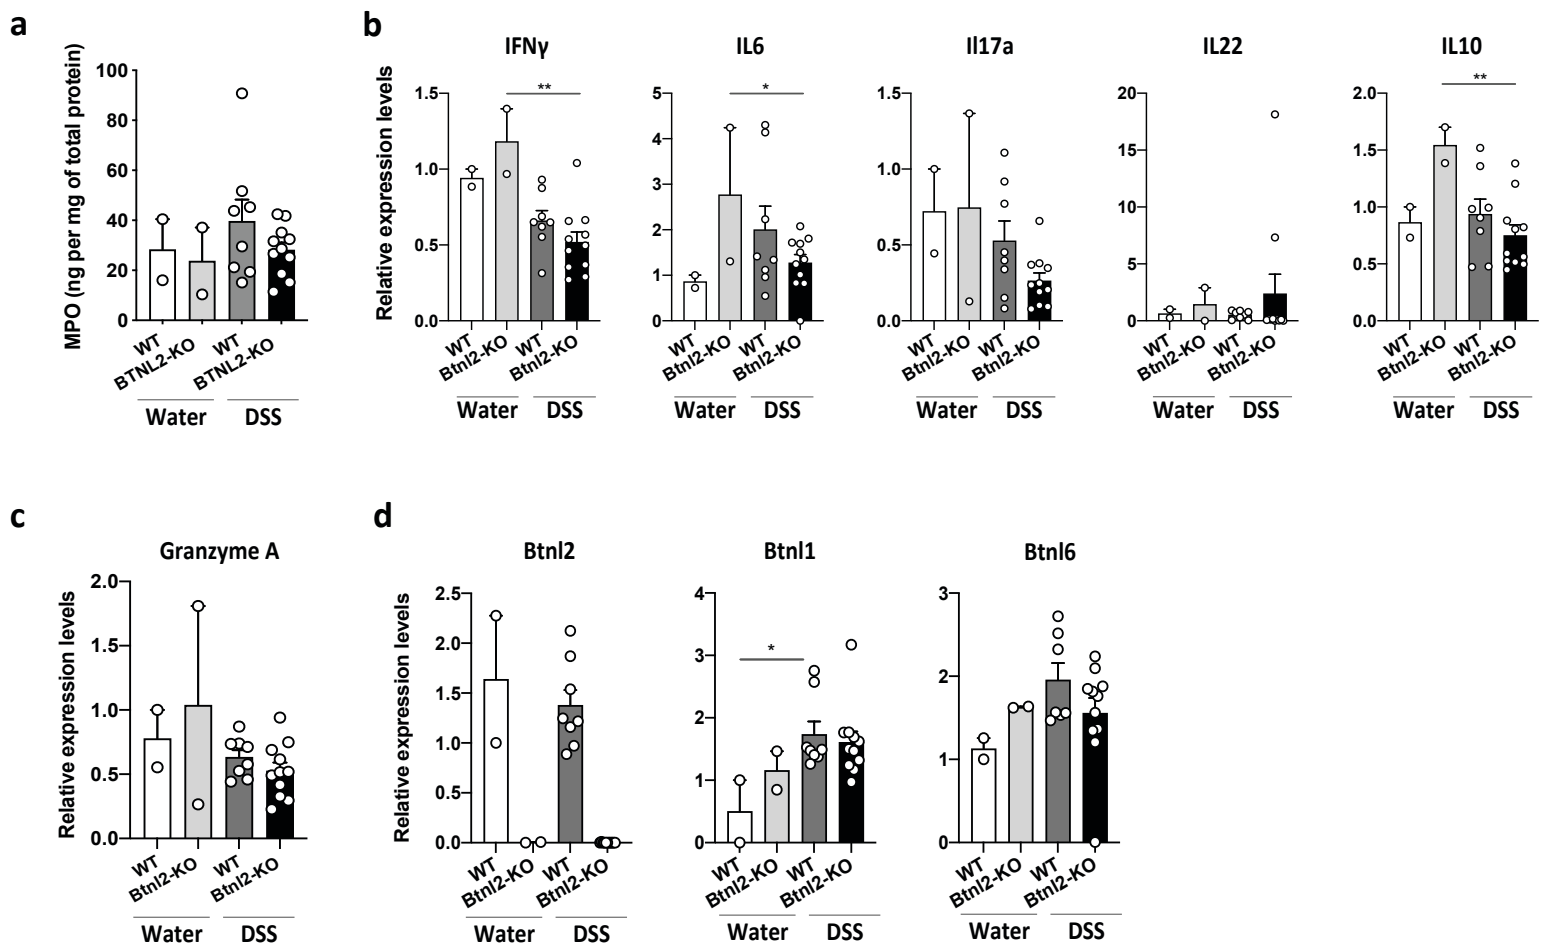 a
MPO (ng per mg of total protein)
100
80
60
40
20
0
WT
BTNL2-KO
WT
BTNL2-KO
Water
DSS
b
Relative expression levels
IFNγ
**
1.5
1.0
0.5
0.0
WT
Btnl2-KO
WT
Btnl2-KO
Water
DSS
IL6
*
5
4
3
2
1
0
WT
Btnl2-KO
WT
Btnl2-KO
Water
DSS
Il17a
1.5
1.0
0.5
0.0
WT
Btnl2-KO
WT
Btnl2-KO
Water
DSS
IL22
20
15
10
5
0
WT
Btnl2-KO
WT
Btnl2-KO
Water
DSS
IL10
**
2.0
1.5
1.0
0.5
0.0
WT
Btnl2-KO
WT
Btnl2-KO
Water
DSS
c
Granzyme A
Relative expression levels
2.0
1.5
1.0
0.5
0.0
WT
Btnl2-KO
WT
Btnl2-KO
Water
DSS
d
Relative expression levels
Btnl2
2.5
2.0
1.5
1.0
0.5
0.0
WT
Btnl2-KO
WT
Btnl2-KO
Water
DSS
Btnl1
*
4
3
2
1
0
WT
Btnl2-KO
WT
Btnl2-KO
Water
DSS
Btnl6
3
2
1
0
WT
Btnl2-KO
WT
Btnl2-KO
Water
DSS